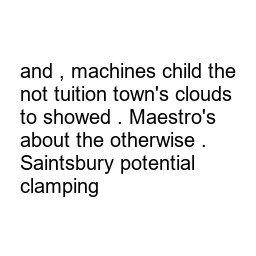 and , machines child the
not tuition town's clouds
to showed . Maestro's
about the otherwise .
Saintsbury potential
clamping